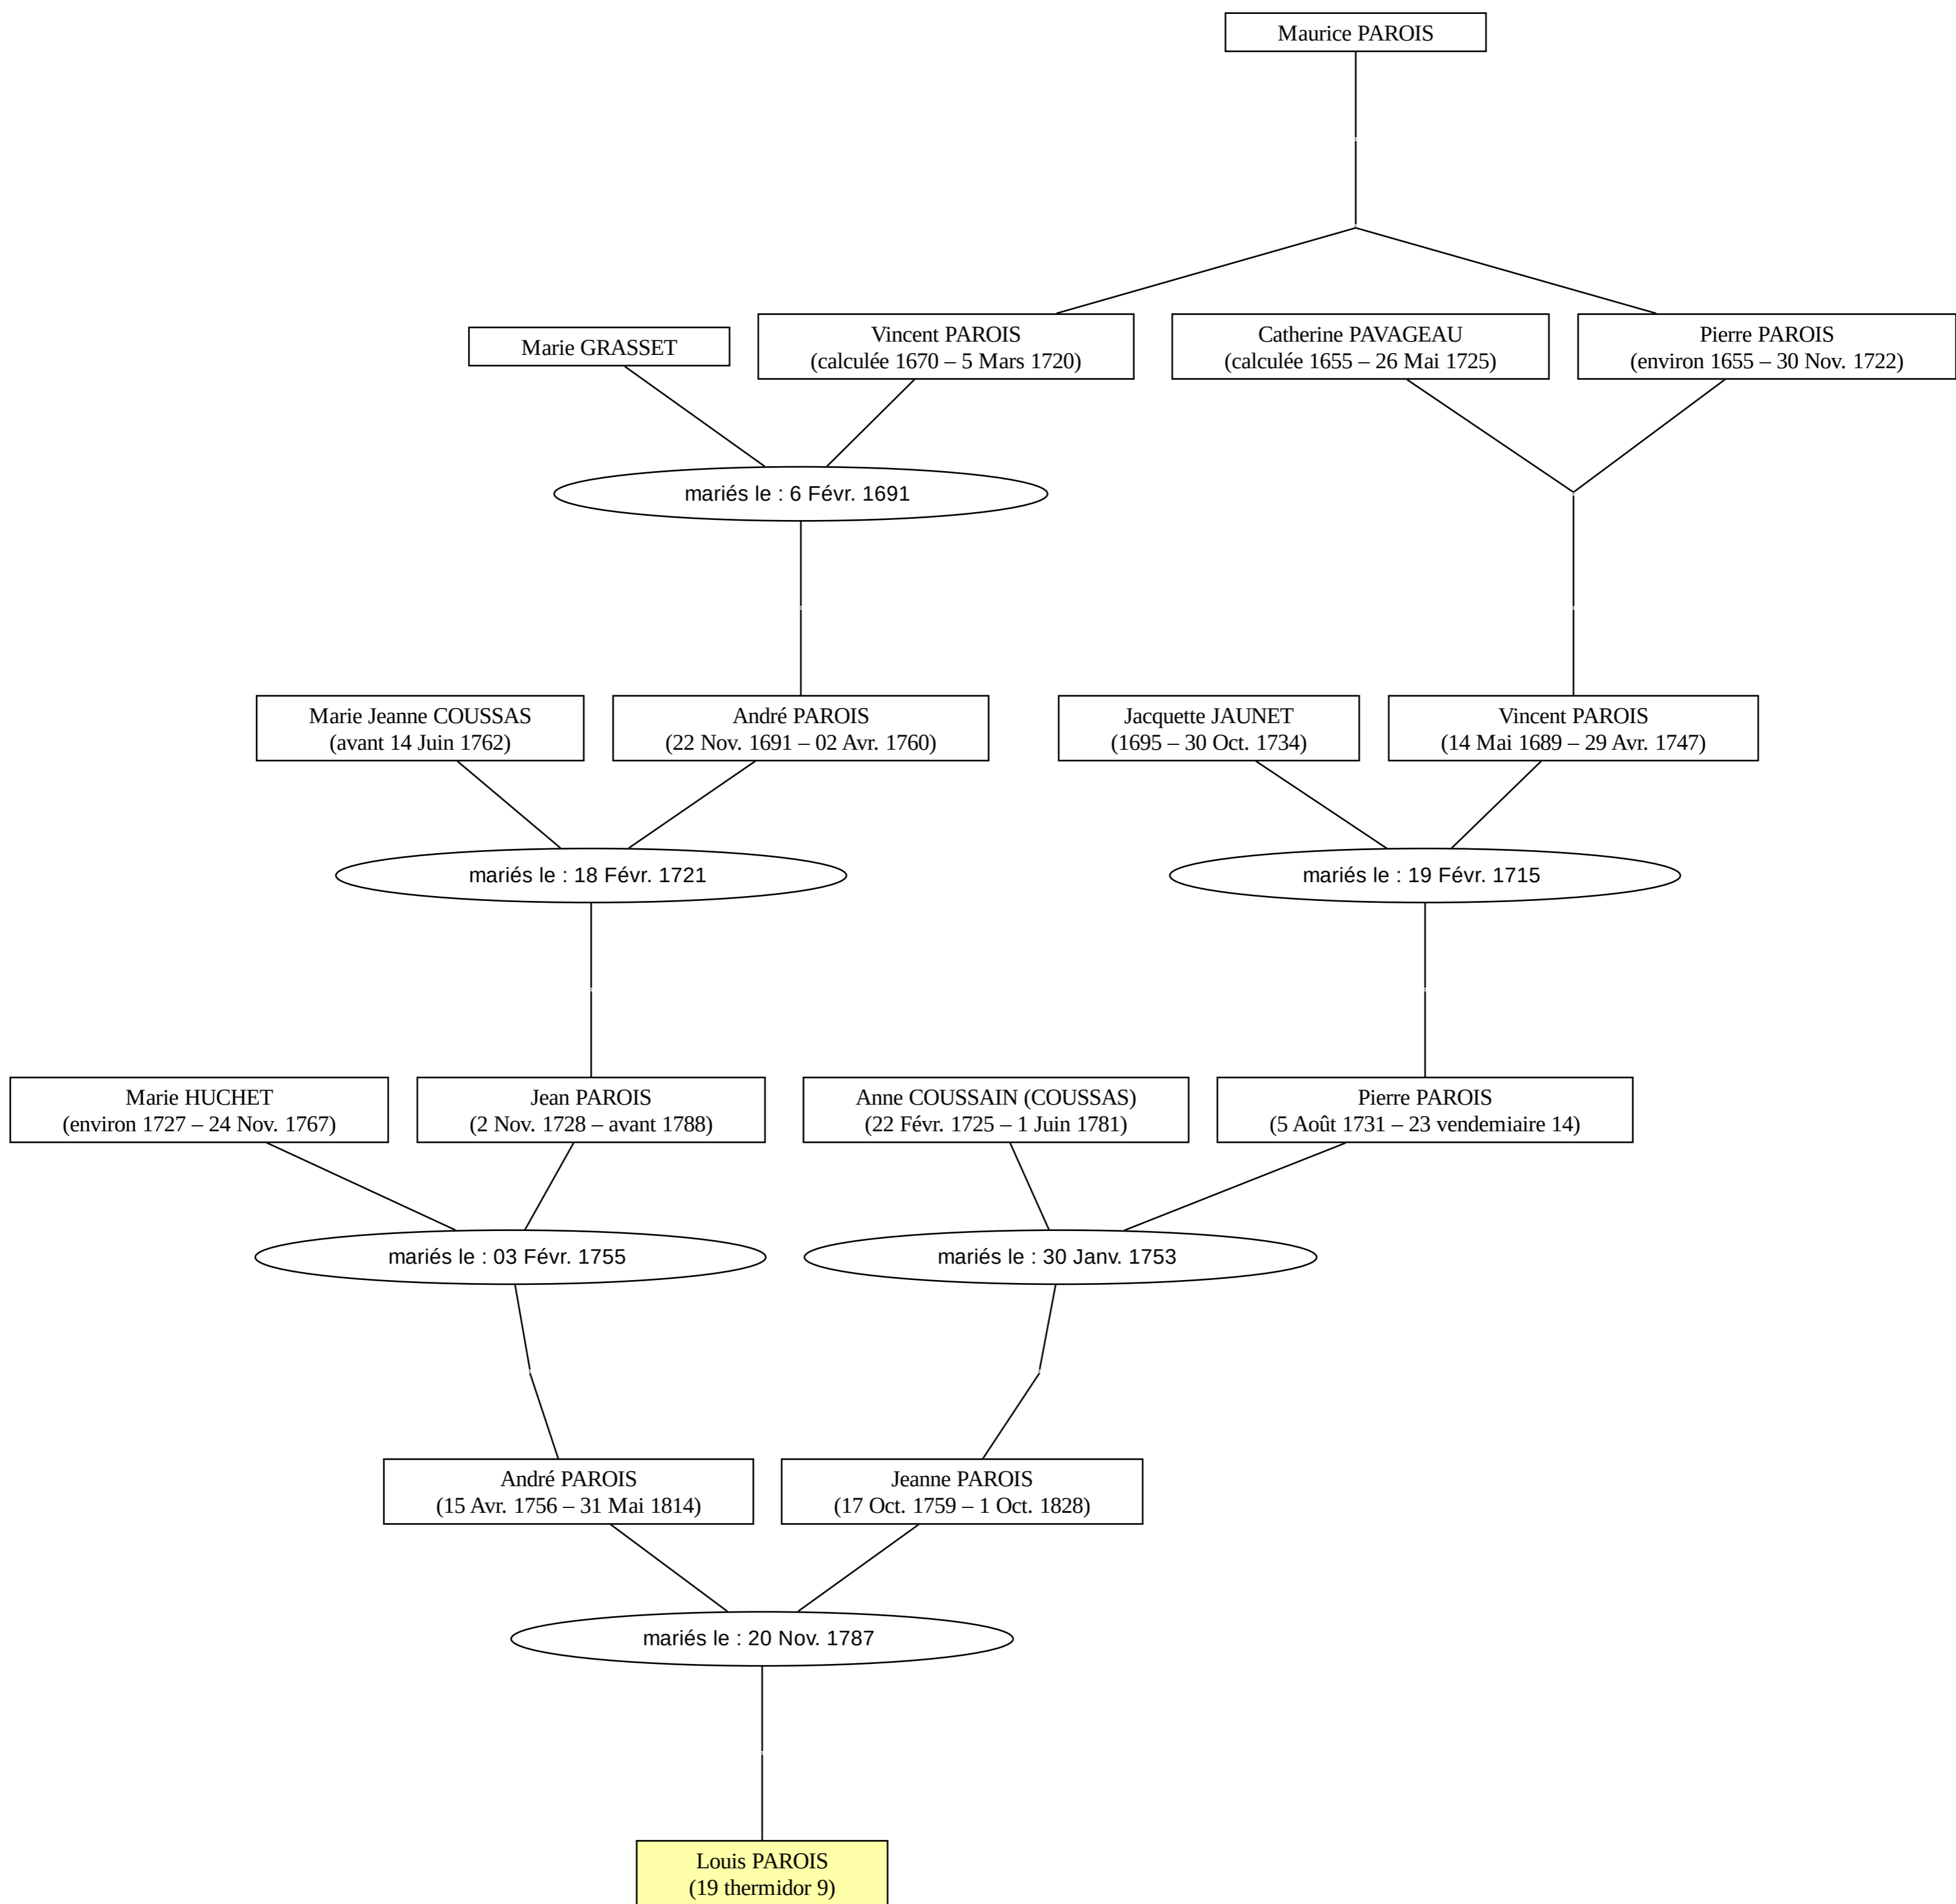 Maurice PAROIS
Marie GRASSET
Vincent PAROIS
(calculée 1670 – 5 Mars 1720)
Catherine PAVAGEAU
(calculée 1655 – 26 Mai 1725)
Pierre PAROIS
(environ 1655 – 30 Nov. 1722)
mariés le : 6 Févr. 1691
Marie Jeanne COUSSAS
(avant 14 Juin 1762)
André PAROIS
(22 Nov. 1691 – 02 Avr. 1760)
Jacquette JAUNET
(1695 – 30 Oct. 1734)
Vincent PAROIS
(14 Mai 1689 – 29 Avr. 1747)
mariés le : 18 Févr. 1721
mariés le : 19 Févr. 1715
Marie HUCHET
(environ 1727 – 24 Nov. 1767)
Jean PAROIS
(2 Nov. 1728 – avant 1788)
Anne COUSSAIN (COUSSAS)
(22 Févr. 1725 – 1 Juin 1781)
Pierre PAROIS
(5 Août 1731 – 23 vendemiaire 14)
mariés le : 03 Févr. 1755
mariés le : 30 Janv. 1753
André PAROIS
(15 Avr. 1756 – 31 Mai 1814)
Jeanne PAROIS
(17 Oct. 1759 – 1 Oct. 1828)
mariés le : 20 Nov. 1787
Louis PAROIS
(19 thermidor 9)